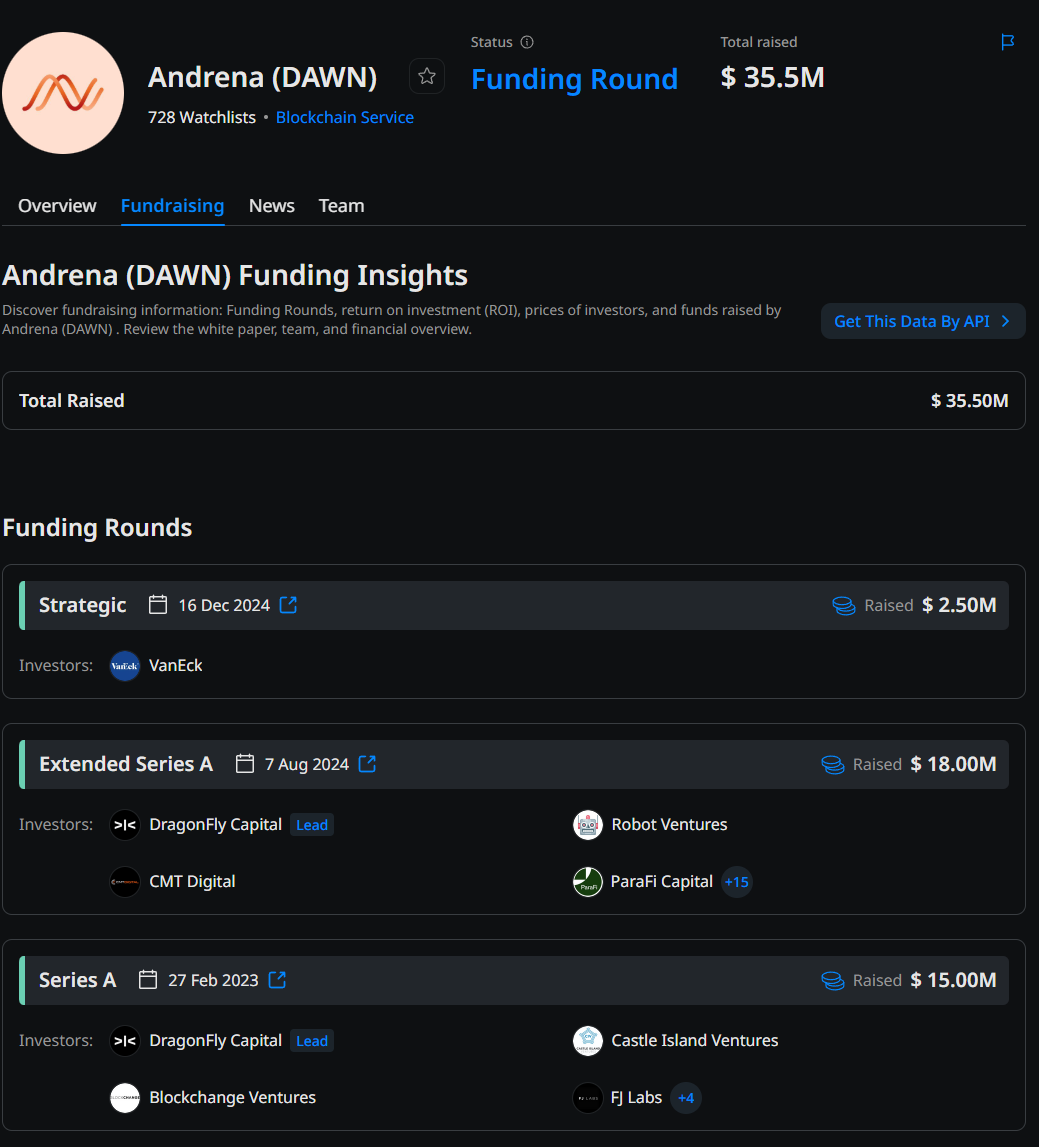 Andrena (DAWN)
728 Watchlists • Blockchain Service
Status
Funding Round
Total raised
$ 35.5M
Overview Fundraising News Team
Andrena (DAWN) Funding Insights
Discover fundraising information: Funding Rounds, return on investment (ROI), prices of investors, and funds raised by
Andrena (DAWN) . Review the white paper, team, and financial overview.
Get This Data By API
Total Raised $ 35.50M
Funding Rounds
Strategic 16 Dec 2024 Raised $ 2.50M
Investors: VanEck VanEck
Extended Series A 7 Aug 2024 Raised $ 18.00M
Investors: DragonFly Capital Lead Robot Ventures
CMT Digital ParaFi ParaFi Capital +15
Series A 27 Feb 2023 Raised $ 15.00M
Investors: DragonFly Capital Lead Castle Island Ventures
Blockchange Ventures FJ LABS FJ Labs +4